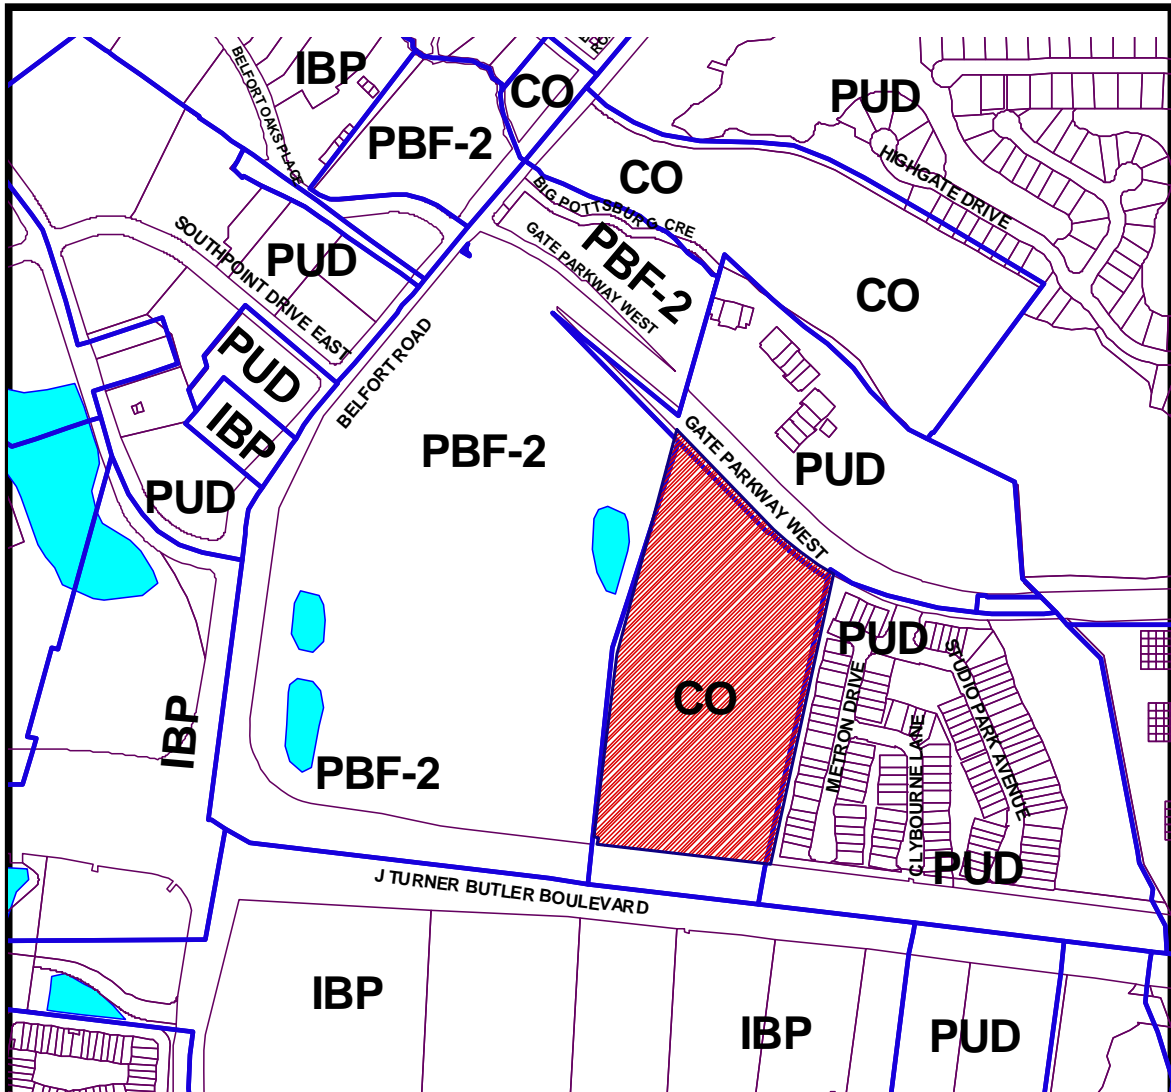 BELFORT OAKS PLACE
IBP
CO
PUD
PBF-2
CO
HIGHGATE DRIVE
BIG POTTSBURG CRE
SOUTHPOINT DRIVE EAST
PUD
GATE PARKWAY WEST
PBF-2
CO
BELFORT ROAD
PUD
IBP
PBF-2
GATE PARKWAY WEST
PUD
PUD
PUD
STUDIO PARK AVENUE
CO
METRON DRIVE
CLYBOURNE LANE
IBP
PBF-2
PUD
J TURNER BUTLER BOULEVARD
IBP
IBP
PUD